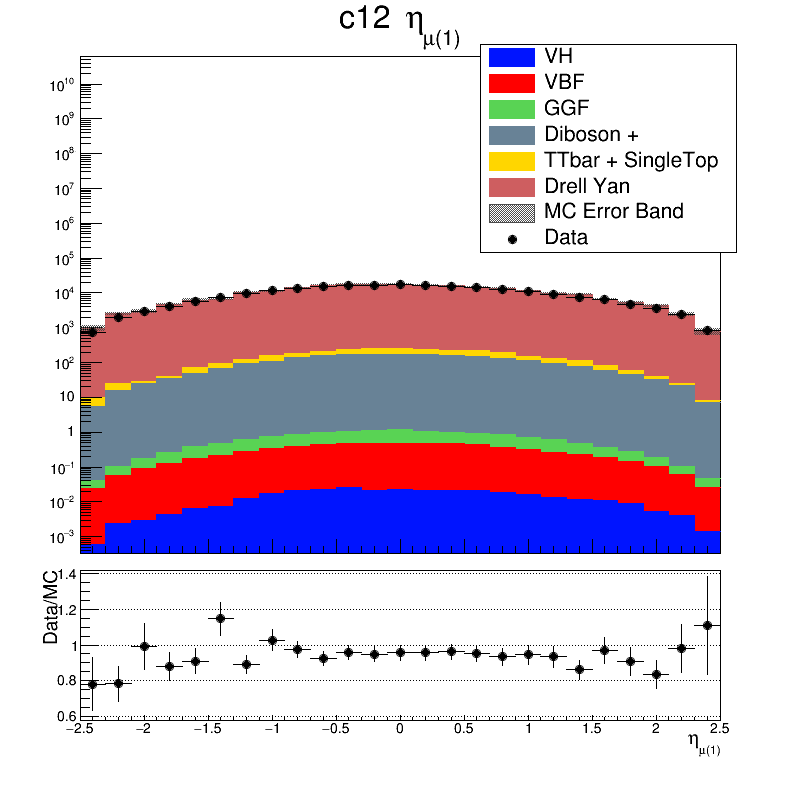 c12 η_μ(1)
VH
VBF
GGF
Diboson +
TTbar + SingleTop
Drell Yan
MC Error Band
Data
10^10
10^9
10^8
10^7
10^6
10^5
10^4
10^3
10^2
10
1
10^−1
10^−2
10^−3
Data/MC
1.4
1.2
1
0.8
0.6
−2.5 −2 −1.5 −1 −0.5 0 0.5 1 1.5 2 2.5
η_μ(1)